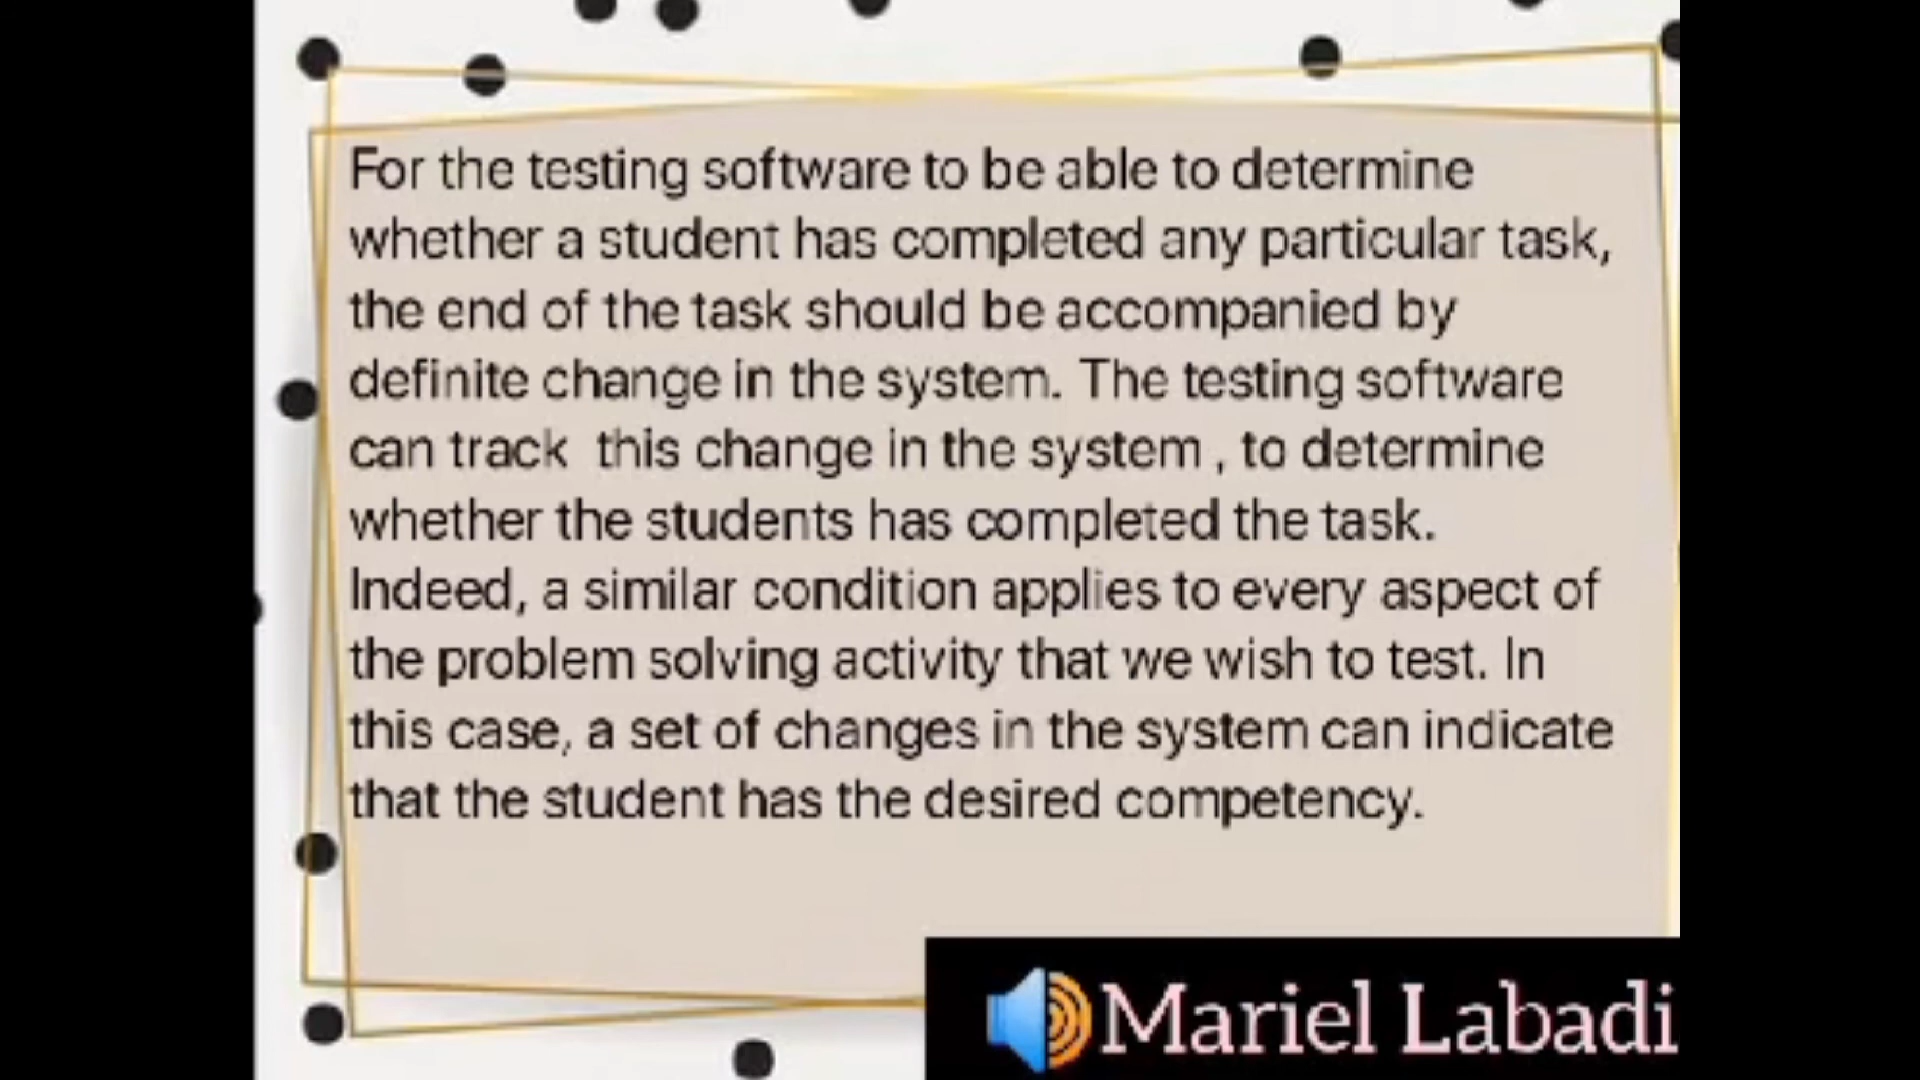 For the testing software to be able to determine
whether a student has completed any particular task,
the end of the task should be accompanied by
definite change in the system. The testing software
can track this change in the system , to determine
whether the students has completed the task.
Indeed, a similar condition applies to every aspect of
the problem solving activity that we wish to test. In
this case, a set of changes in the system can indicate
that the student has the desired competency.
Mariel Labadi